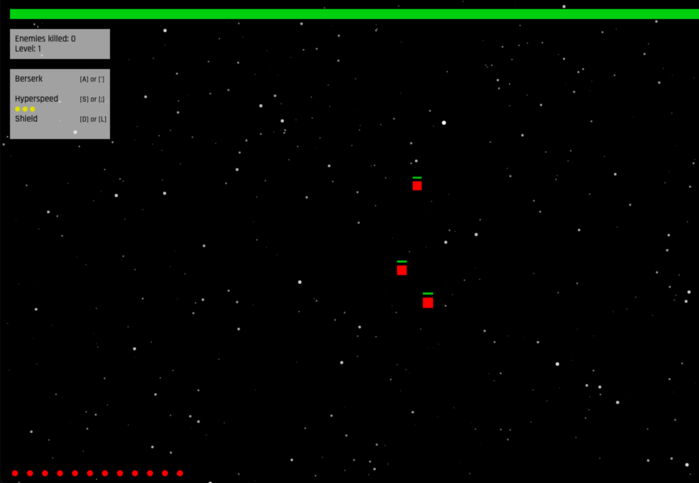 Enemies killed: 0
Level: 1
Berserk [A] or [']
Hyperspeed [S] or [;]
Shield [D] or [L]